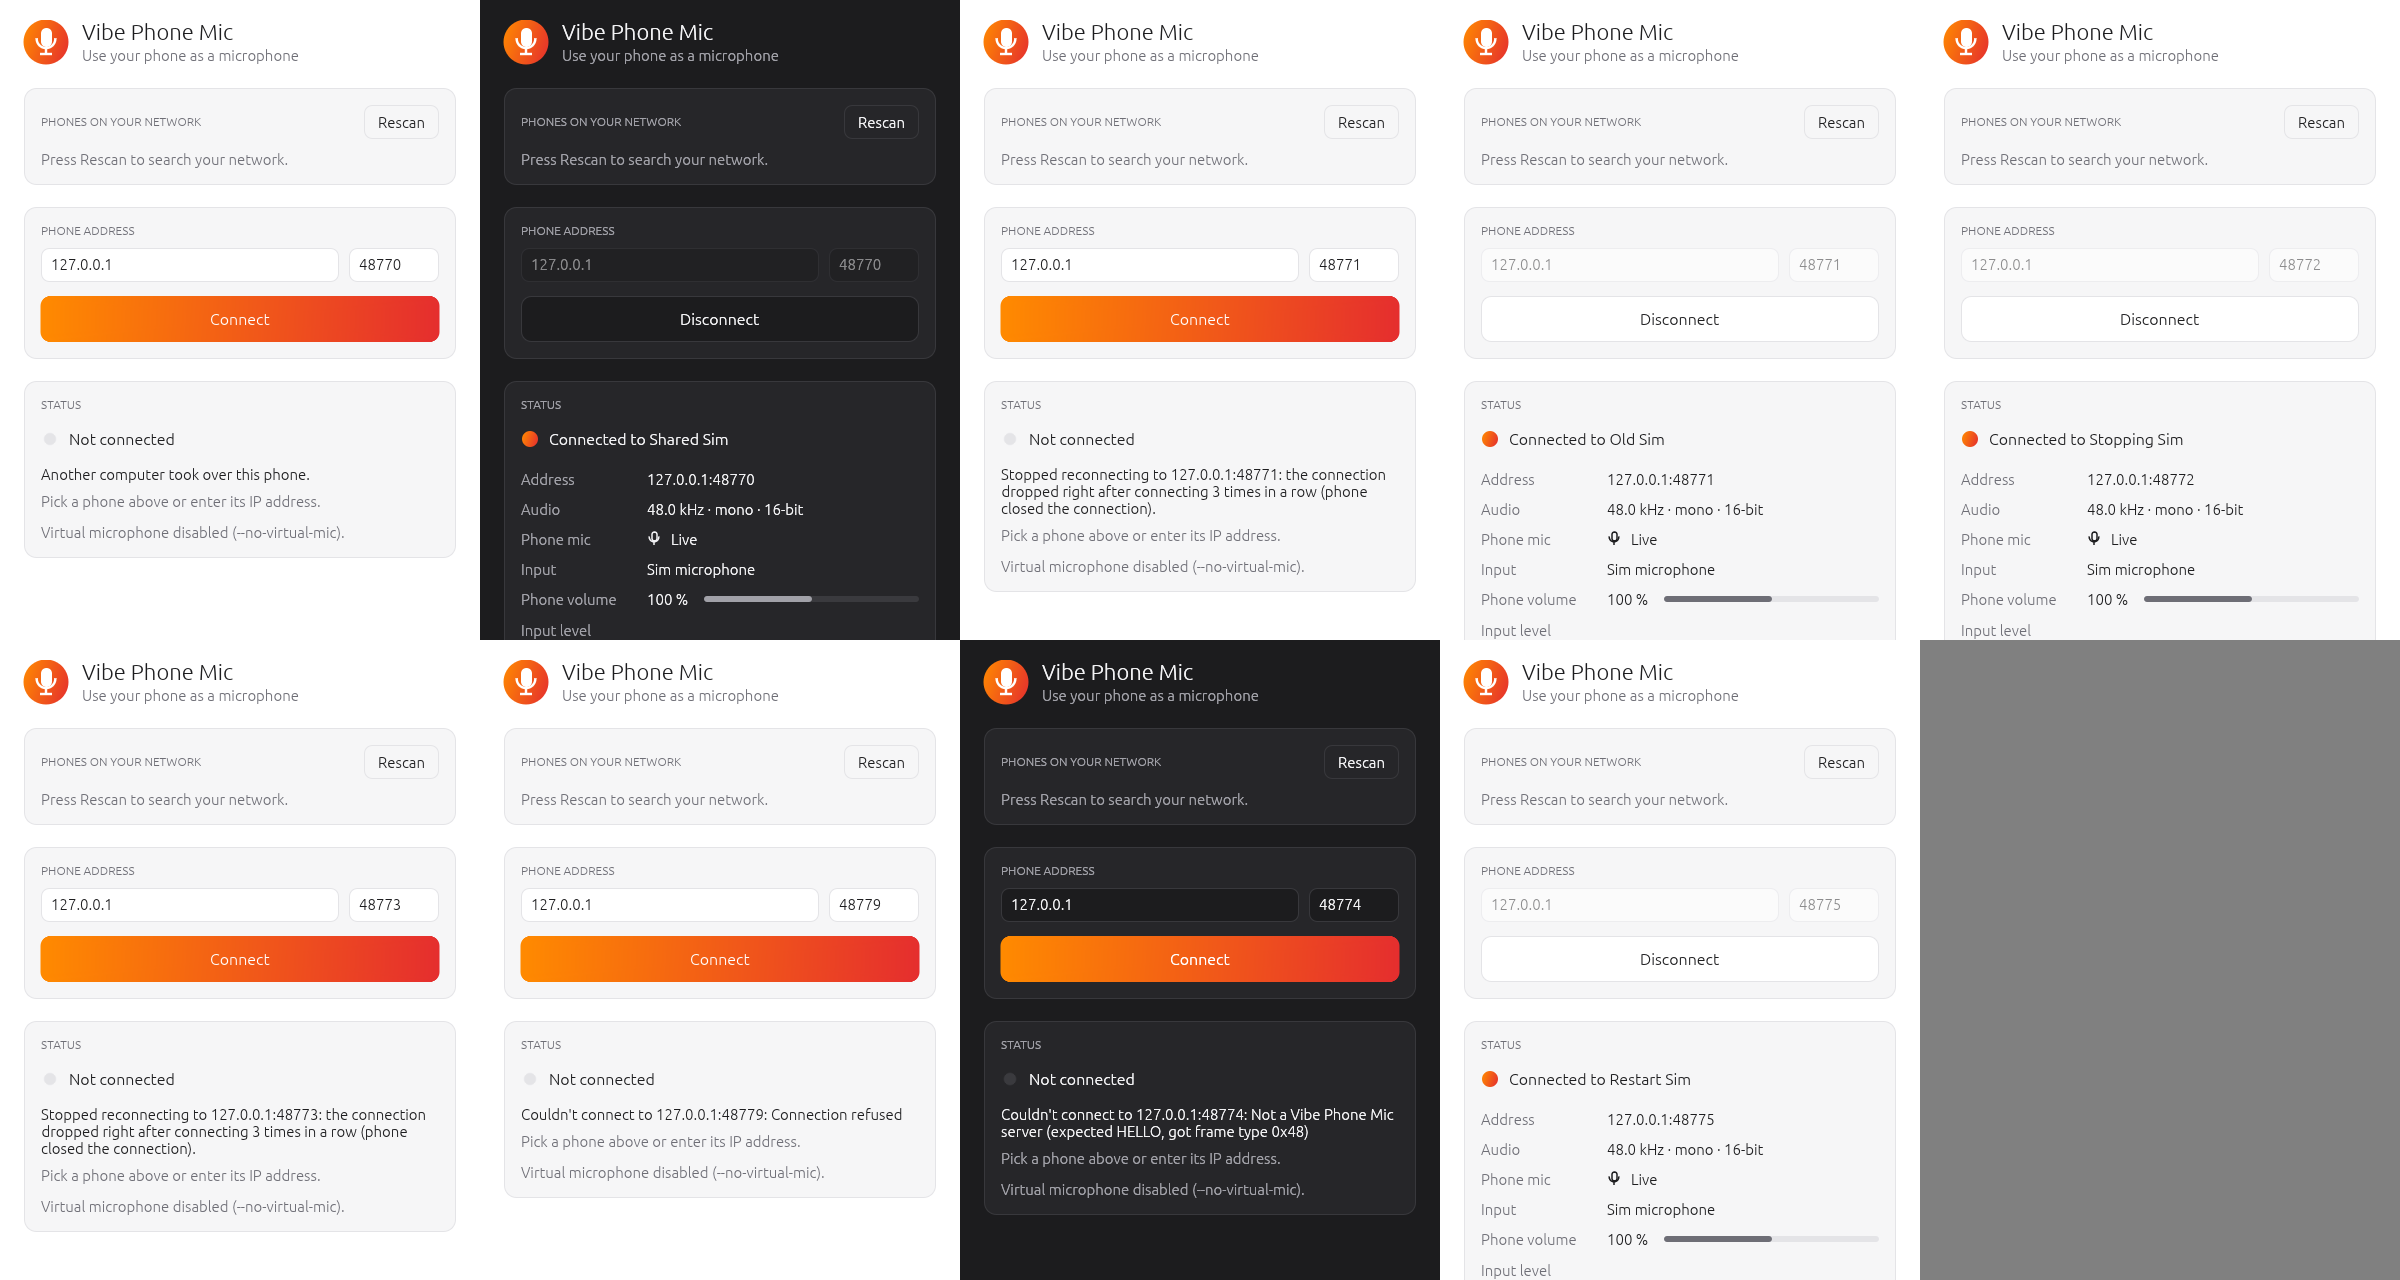 Vibe Phone Mic
Use your phone as a microphone
PHONES ON YOUR NETWORK
Rescan
Press Rescan to search your network.
PHONE ADDRESS
127.0.0.1
48770
Connect
STATUS
Not connected
Another computer took over this phone.
Pick a phone above or enter its IP address.
Virtual microphone disabled (--no-virtual-mic).
Vibe Phone Mic
Use your phone as a microphone
PHONES ON YOUR NETWORK
Rescan
Press Rescan to search your network.
PHONE ADDRESS
127.0.0.1
48770
Disconnect
STATUS
Connected to Shared Sim
Address 127.0.0.1:48770
Audio 48.0 kHz · mono · 16-bit
Phone mic Live
Input Sim microphone
Phone volume 100 %
Input level
Vibe Phone Mic
Use your phone as a microphone
PHONES ON YOUR NETWORK
Rescan
Press Rescan to search your network.
PHONE ADDRESS
127.0.0.1
48771
Connect
STATUS
Not connected
Stopped reconnecting to 127.0.0.1:48771: the connection
dropped right after connecting 3 times in a row (phone
closed the connection).
Pick a phone above or enter its IP address.
Virtual microphone disabled (--no-virtual-mic).
Vibe Phone Mic
Use your phone as a microphone
PHONES ON YOUR NETWORK
Rescan
Press Rescan to search your network.
PHONE ADDRESS
127.0.0.1
48771
Disconnect
STATUS
Connected to Old Sim
Address 127.0.0.1:48771
Audio 48.0 kHz · mono · 16-bit
Phone mic Live
Input Sim microphone
Phone volume 100 %
Input level
Vibe Phone Mic
Use your phone as a microphone
PHONES ON YOUR NETWORK
Rescan
Press Rescan to search your network.
PHONE ADDRESS
127.0.0.1
48772
Disconnect
STATUS
Connected to Stopping Sim
Address 127.0.0.1:48772
Audio 48.0 kHz · mono · 16-bit
Phone mic Live
Input Sim microphone
Phone volume 100 %
Input level
Vibe Phone Mic
Use your phone as a microphone
PHONES ON YOUR NETWORK
Rescan
Press Rescan to search your network.
PHONE ADDRESS
127.0.0.1
48773
Connect
STATUS
Not connected
Stopped reconnecting to 127.0.0.1:48773: the connection
dropped right after connecting 3 times in a row (phone
closed the connection).
Pick a phone above or enter its IP address.
Virtual microphone disabled (--no-virtual-mic).
Vibe Phone Mic
Use your phone as a microphone
PHONES ON YOUR NETWORK
Rescan
Press Rescan to search your network.
PHONE ADDRESS
127.0.0.1
48779
Connect
STATUS
Not connected
Couldn't connect to 127.0.0.1:48779: Connection refused
Pick a phone above or enter its IP address.
Virtual microphone disabled (--no-virtual-mic).
Vibe Phone Mic
Use your phone as a microphone
PHONES ON YOUR NETWORK
Rescan
Press Rescan to search your network.
PHONE ADDRESS
127.0.0.1
48774
Connect
STATUS
Not connected
Couldn't connect to 127.0.0.1:48774: Not a Vibe Phone Mic
server (expected HELLO, got frame type 0x48)
Pick a phone above or enter its IP address.
Virtual microphone disabled (--no-virtual-mic).
Vibe Phone Mic
Use your phone as a microphone
PHONES ON YOUR NETWORK
Rescan
Press Rescan to search your network.
PHONE ADDRESS
127.0.0.1
48775
Disconnect
STATUS
Connected to Restart Sim
Address 127.0.0.1:48775
Audio 48.0 kHz · mono · 16-bit
Phone mic Live
Input Sim microphone
Phone volume 100 %
Input level